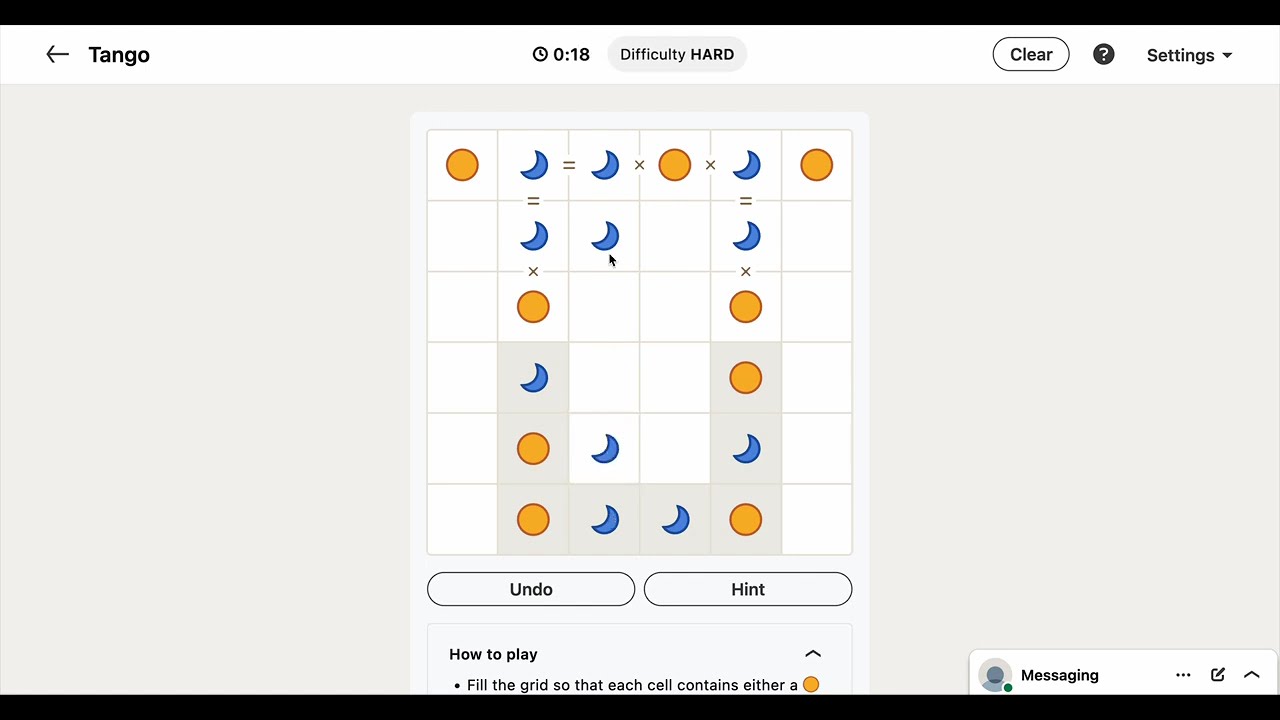 Tango
0:18
Difficulty HARD
Clear
?
Settings
= × ×
= =
× ×
Undo
Hint
How to play
• Fill the grid so that each cell contains either a
Messaging